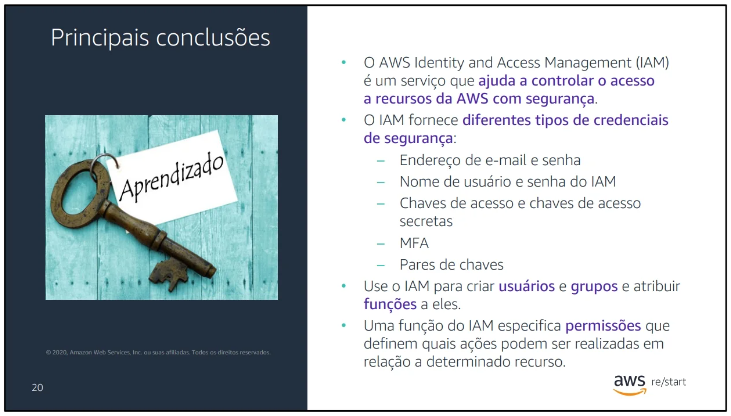 Principais conclusões
Aprendizado
© 2020, Amazon Web Services, Inc. ou suas afiliadas. Todos os direitos reservados.
20
• O AWS Identity and Access Management (IAM)
é um serviço que ajuda a controlar o acesso
a recursos da AWS com segurança.
• O IAM fornece diferentes tipos de credenciais
de segurança:
– Endereço de e-mail e senha
– Nome de usuário e senha do IAM
– Chaves de acesso e chaves de acesso
secretas
– MFA
– Pares de chaves
• Use o IAM para criar usuários e grupos e atribuir
funções a eles.
• Uma função do IAM especifica permissões que
definem quais ações podem ser realizadas em
relação a determinado recurso.
aws re/start